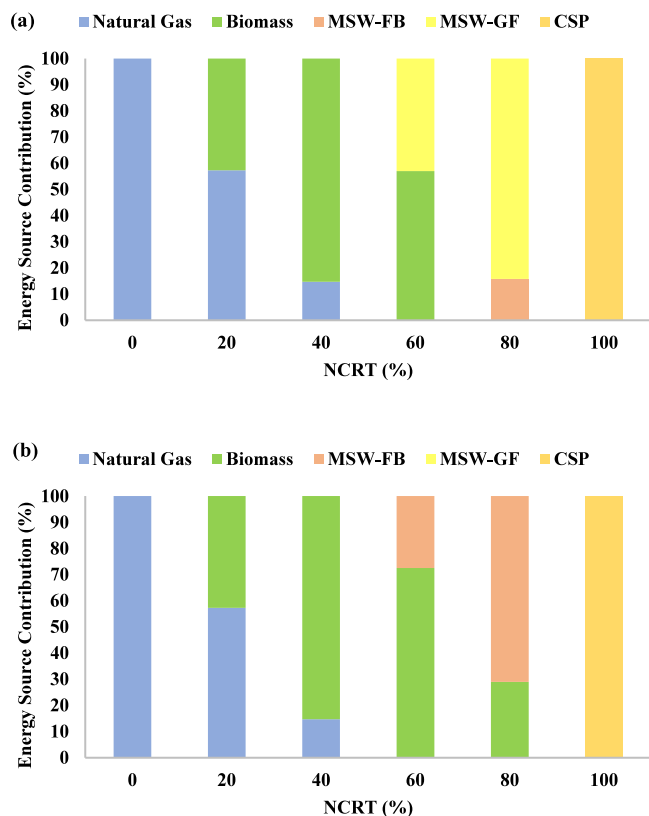 (a)
Natural Gas Biomass MSW-FB MSW-GF CSP
Energy Source Contribution (%)
100
90
80
70
60
50
40
30
20
10
0
0 20 40 60 80 100
NCRT (%)
(b)
Natural Gas Biomass MSW-FB MSW-GF CSP
Energy Source Contribution (%)
100
90
80
70
60
50
40
30
20
10
0
0 20 40 60 80 100
NCRT (%)